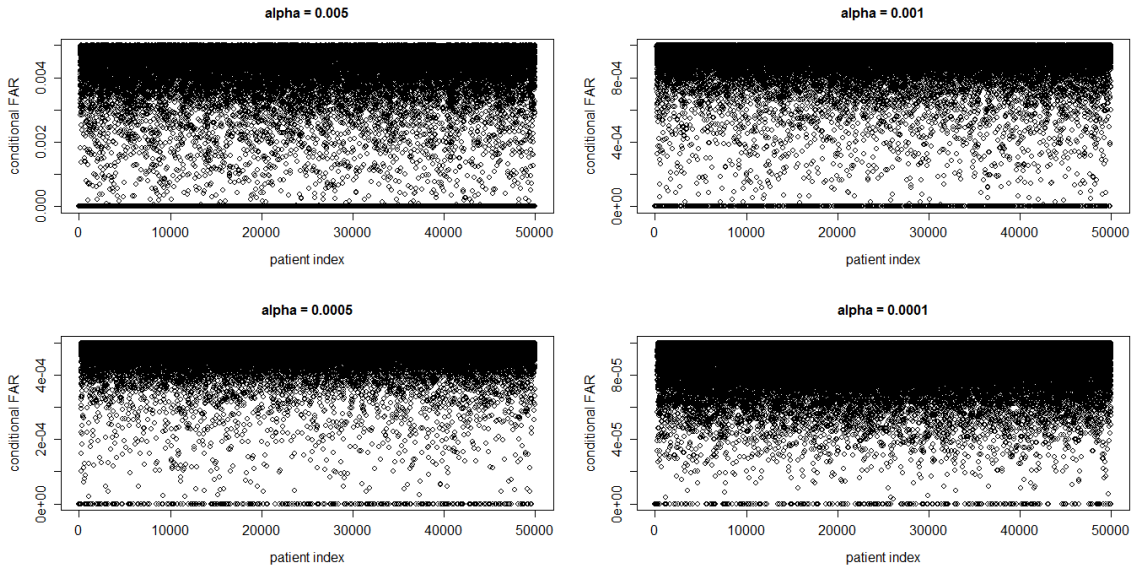 alpha = 0.005
conditional FAR
0.004
0.002
0.000
0 10000 20000 30000 40000 50000
patient index
alpha = 0.001
conditional FAR
8e-04
4e-04
0e+00
0 10000 20000 30000 40000 50000
patient index
alpha = 0.0005
conditional FAR
4e-04
2e-04
0e+00
0 10000 20000 30000 40000 50000
patient index
alpha = 0.0001
conditional FAR
8e-05
4e-05
0e+00
0 10000 20000 30000 40000 50000
patient index